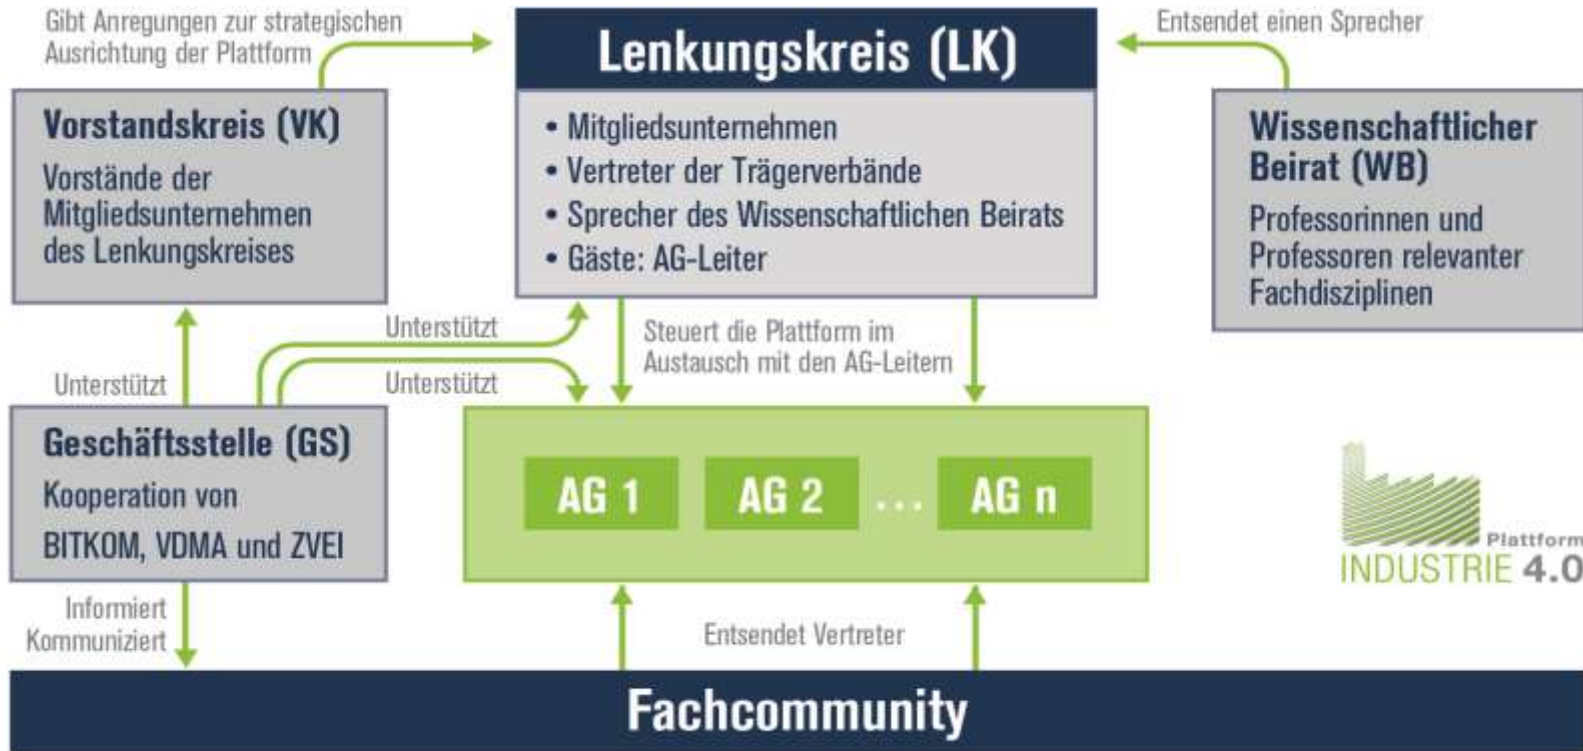 Gibt Anregungen zur strategischen
Ausrichtung der Plattform
Lenkungskreis (LK)
• Mitgliedsunternehmen
• Vertreter der Trägerverbände
• Sprecher des Wissenschaftlichen Beirats
• Gäste: AG-Leiter
Entsendet einen Sprecher
Vorstandskreis (VK)
Vorstände der
Mitgliedsunternehmen
des Lenkungskreises
Wissenschaftlicher
Beirat (WB)
Professorinnen und
Professoren relevanter
Fachdisziplinen
Unterstützt
Unterstützt
Unterstützt
Steuert die Plattform im
Austausch mit den AG-Leitern
Geschäftsstelle (GS)
Kooperation von
BITKOM, VDMA und ZVEI
AG 1
AG 2
...
AG n
Plattform
INDUSTRIE 4.0
Informiert
Kommuniziert
Entsendet Vertreter
Fachcommunity